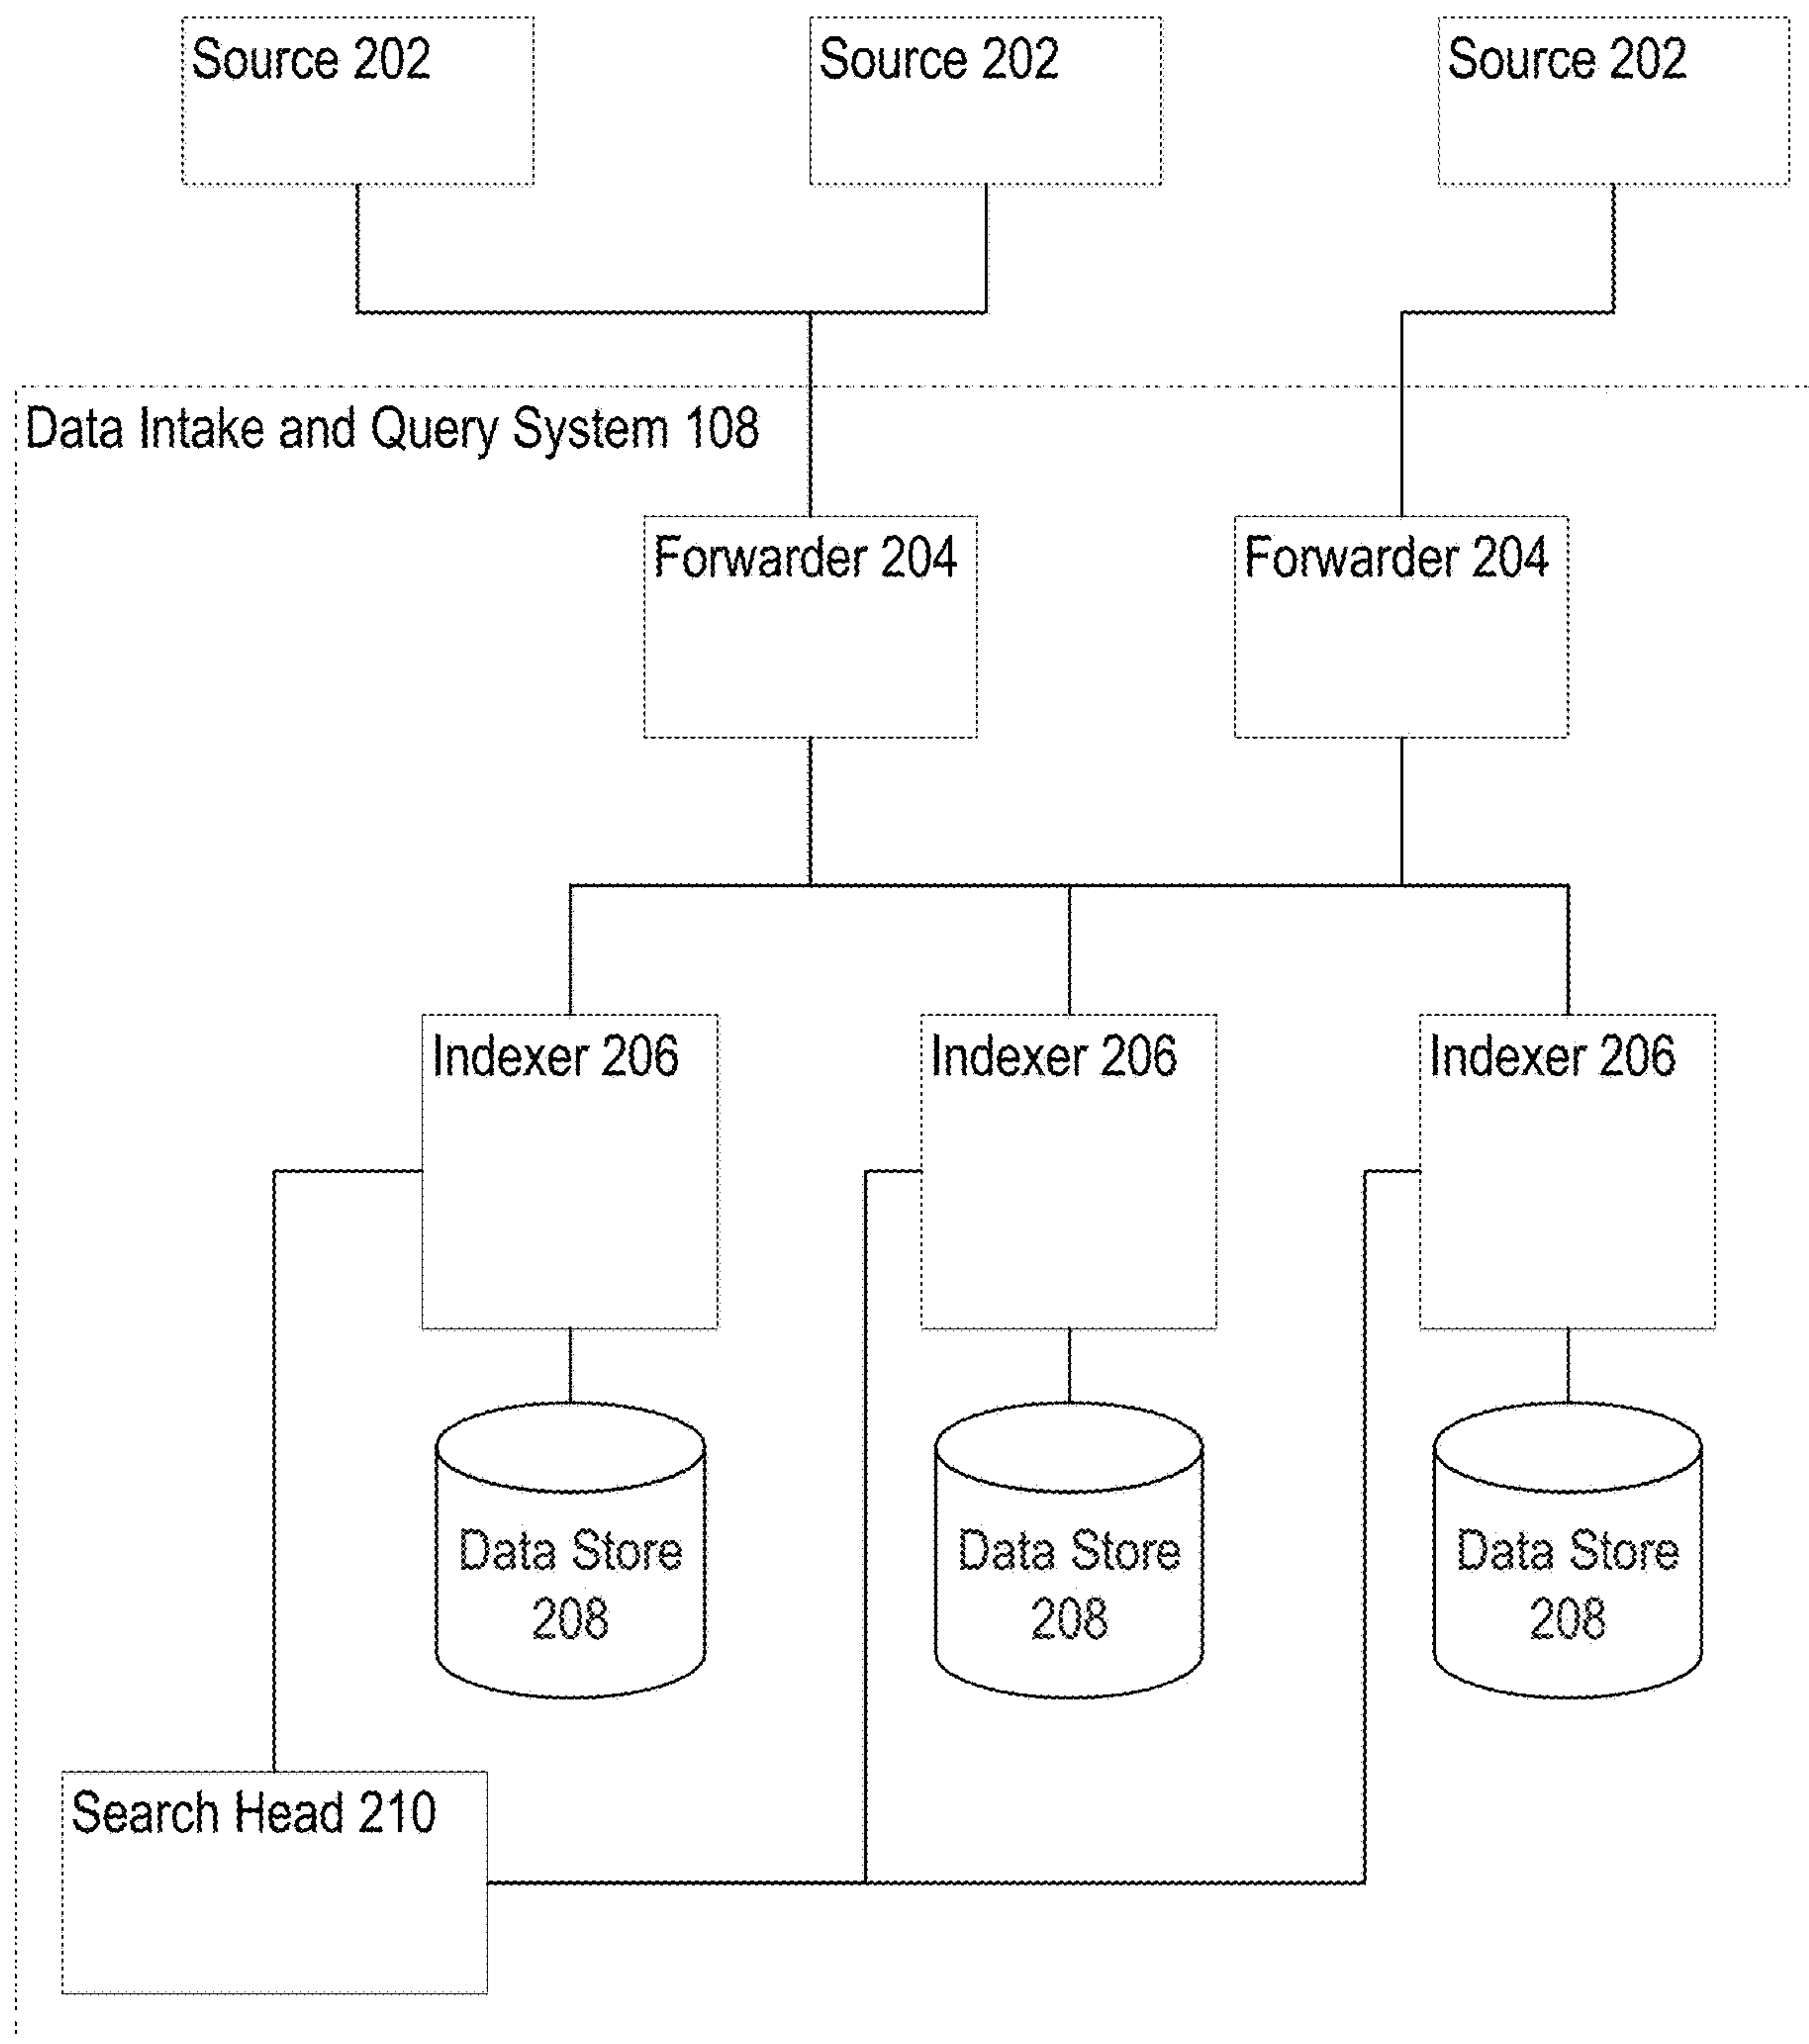 Source 202
Source 202
Source 202
Data Intake and Query System 108
Forwarder 204
Forwarder 204
Indexer 206
Indexer 206
Indexer 206
Data Store
208
Data Store
208
Data Store
208
Search Head 210